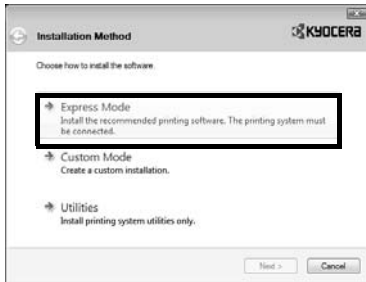 Installation Method
KYOCERA
Choose how to install the software.
Express Mode
Install the recommended printing software. The printing system must
be connected.
Custom Mode
Create a custom installation.
Utilities
Install printing system utilities only.
Next >
Cancel